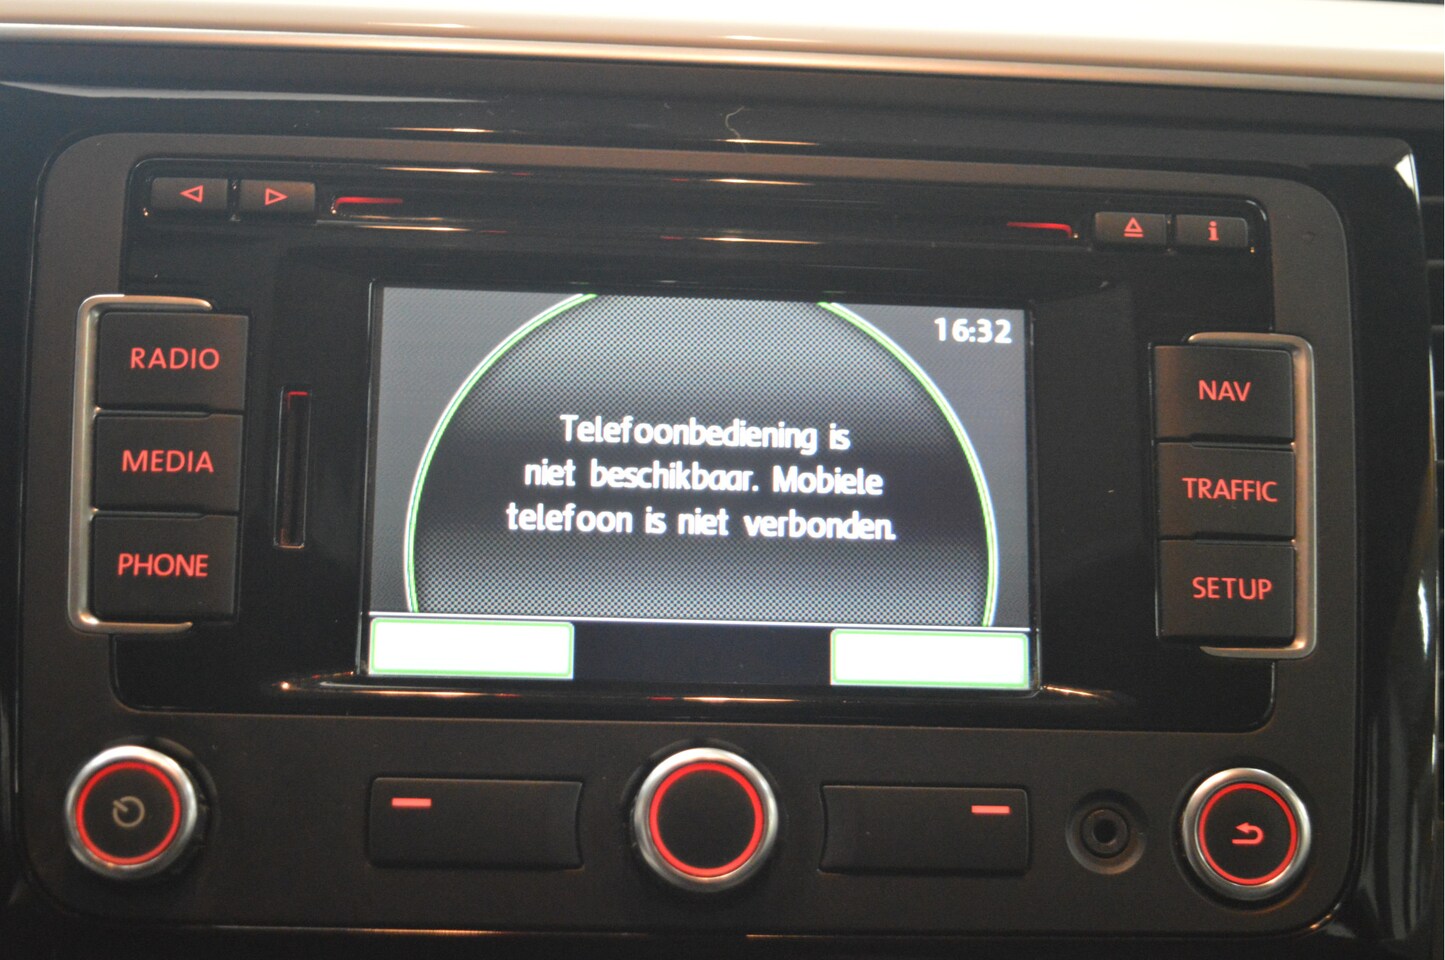 RADIO
MEDIA
PHONE
16:32
Telefoonbediening is
niet beschikbaar. Mobiele
telefoon is niet verbonden.
NAV
TRAFFIC
SETUP